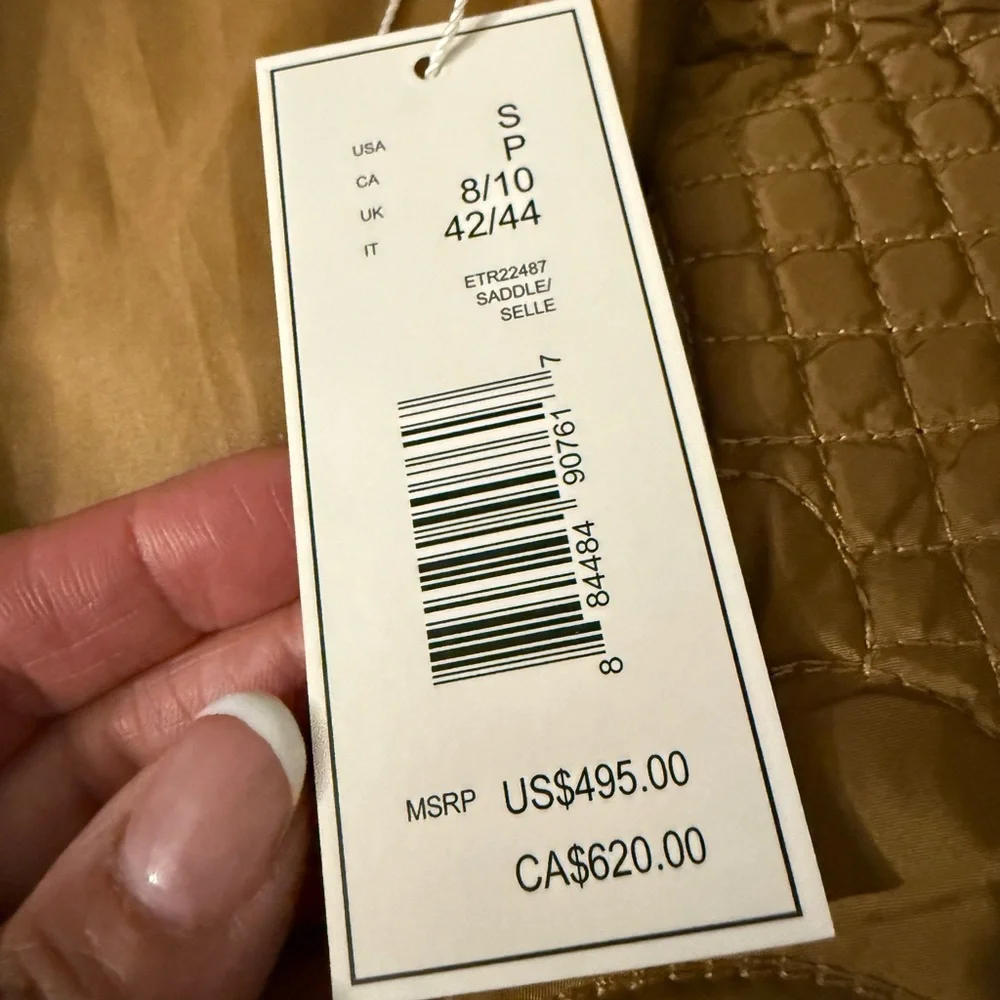 USA S
CA P
UK 8/10
IT 42/44
ETR22487
SADDLE/
SELLE
8 84484 90761 7
MSRP US$495.00
CA$620.00